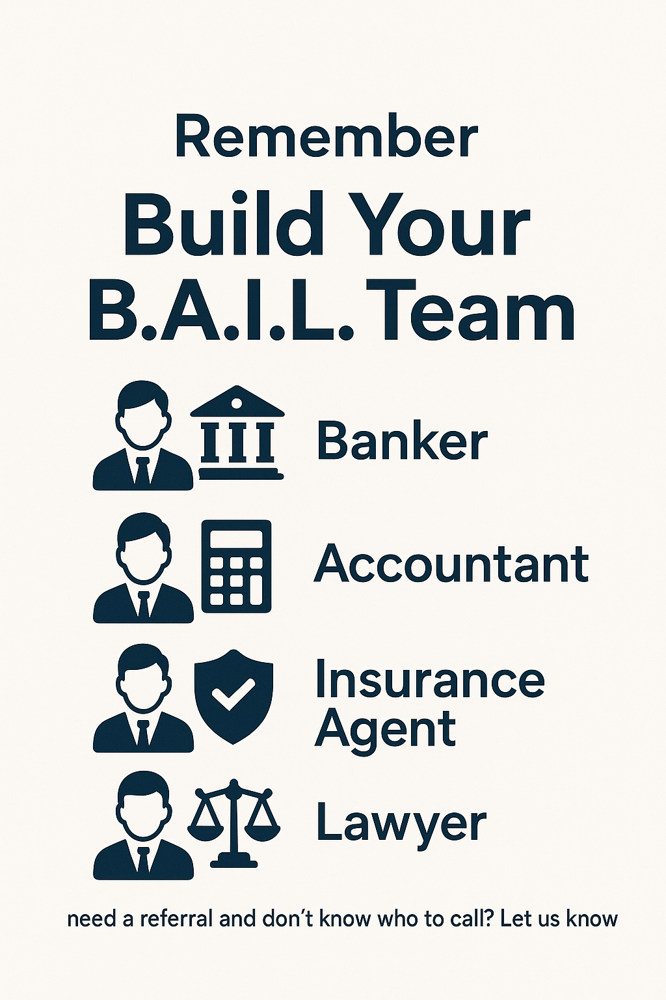 Remember
Build Your
B.A.I.L. Team
Banker
Accountant
Insurance
Agent
Lawyer
need a referral and don't know who to call? Let us know